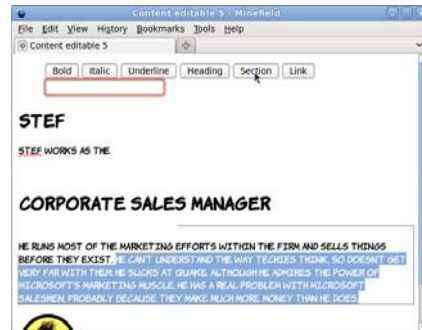 Content editable 5 - Minefield
File Edit View History Bookmarks Tools Help
Content editable 5
Bold Italic Underline Heading Section Link
STEF
STEF WORKS AS THE
CORPORATE SALES MANAGER
HE RUNS MOST OF THE MARKETING EFFORTS WITHIN THE FIRM AND SELLS THINGS
BEFORE THEY EXIST. HE CAN'T UNDERSTAND THE WAY TECHIES THINK, SO DOESN'T GET
VERY FAR WITH THEM. HE SUCKS AT QUAKE. ALTHOUGH HE ADMIRES THE POWER OF
MICROSOFT'S MARKETING MUSCLE, HE HAS A REAL PROBLEM WITH MICROSOFT
SALESMEN, PROBABLY BECAUSE THEY MAKE MUCH MORE MONEY THAN HE DOES.